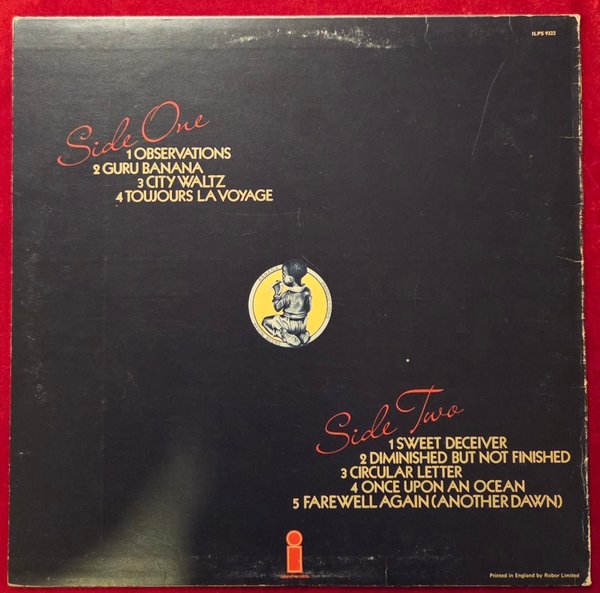 ILPS 9323
Side One
1 OBSERVATIONS
2 GURU BANANA
3 CITY WALTZ
4 TOUJOURS LA VOYAGE
Side Two
1 SWEET DECEIVER
2 DIMINISHED BUT NOT FINISHED
3 CIRCULAR LETTER
4 ONCE UPON AN OCEAN
5 FAREWELL AGAIN (ANOTHER DAWN)
i
island records
Printed in England by Robor Limited